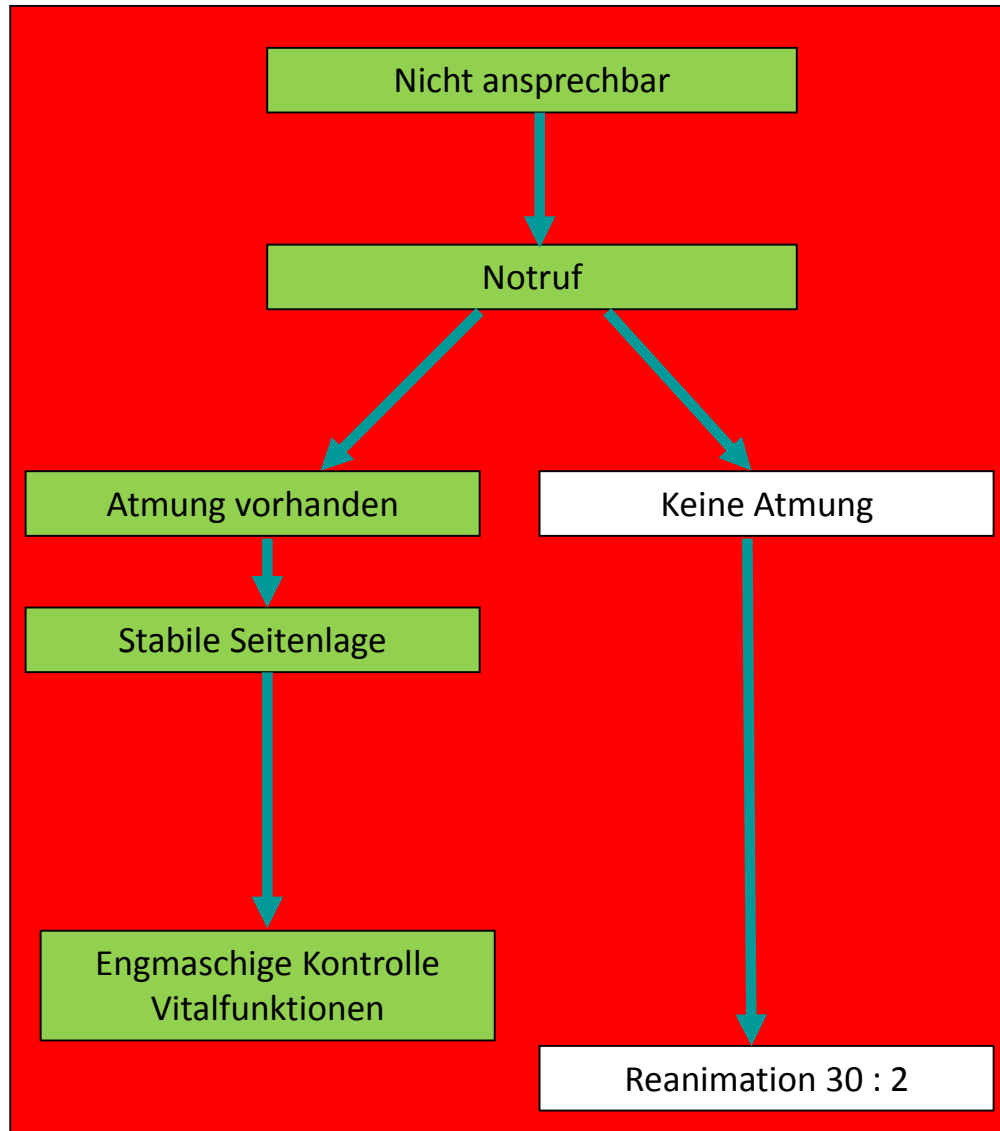 Nicht ansprechbar
Notruf
Atmung vorhanden
Keine Atmung
Stabile Seitenlage
Engmaschige Kontrolle
Vitalfunktionen
Reanimation 30 : 2